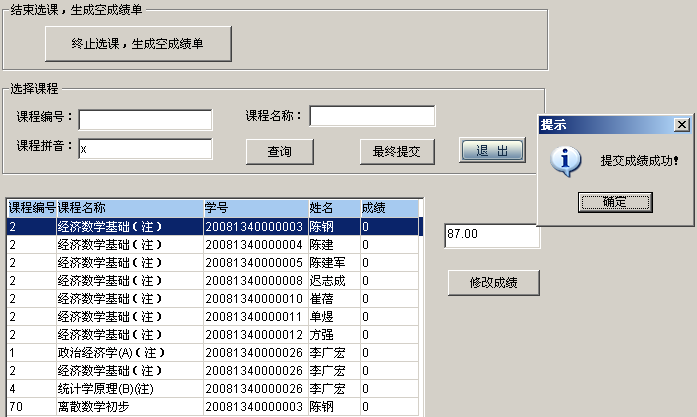 结束选课，生成空成绩单
终止选课，生成空成绩单
选择课程
课程编号：
课程名称：
课程拼音： x
查询
最终提交
退 出
提示
提交成绩成功!
确定
课程编号 课程名称 学号 姓名 成绩
2 经济数学基础(注) 20081340000003 陈钢 0
2 经济数学基础(注) 20081340000004 陈建 0
2 经济数学基础(注) 20081340000005 陈建军 0
2 经济数学基础(注) 20081340000008 迟志成 0
2 经济数学基础(注) 20081340000010 崔蓓 0
2 经济数学基础(注) 20081340000011 单煜 0
2 经济数学基础(注) 20081340000012 方强 0
1 政治经济学(A)(注) 20081340000026 李广宏 0
2 经济数学基础(注) 20081340000026 李广宏 0
4 统计学原理(B)(注) 20081340000026 李广宏 0
70 离散数学初步 20081340000003 陈钢 0
87.00
修改成绩